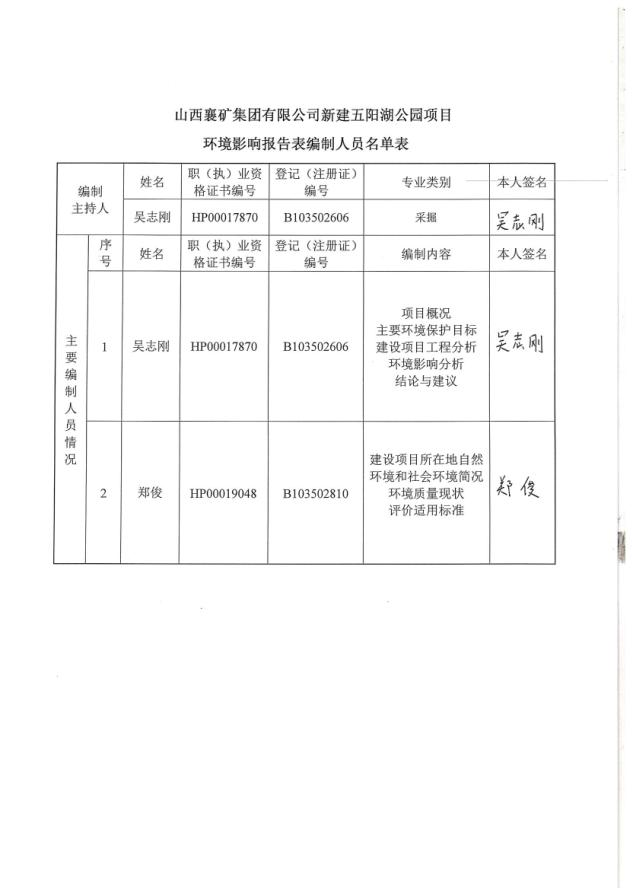 山西襄矿集团有限公司新建五阳湖公园项目
环境影响报告表编制人员名单表
编制
主持人
姓名
职（执）业资
格证书编号
登记（注册证）
编号
专业类别
本人签名
吴志刚
HP00017870
B103502606
采掘
吴志刚
主要编制人员情况
序
号
姓名
职（执）业资
格证书编号
登记（注册证）
编号
编制内容
本人签名
1
吴志刚
HP00017870
B103502606
项目概况
主要环境保护目标
建设项目工程分析
环境影响分析
结论与建议
吴志刚
2
郑俊
HP00019048
B103502810
建设项目所在地自然
环境和社会环境简况
环境质量现状
评价适用标准
郑俊